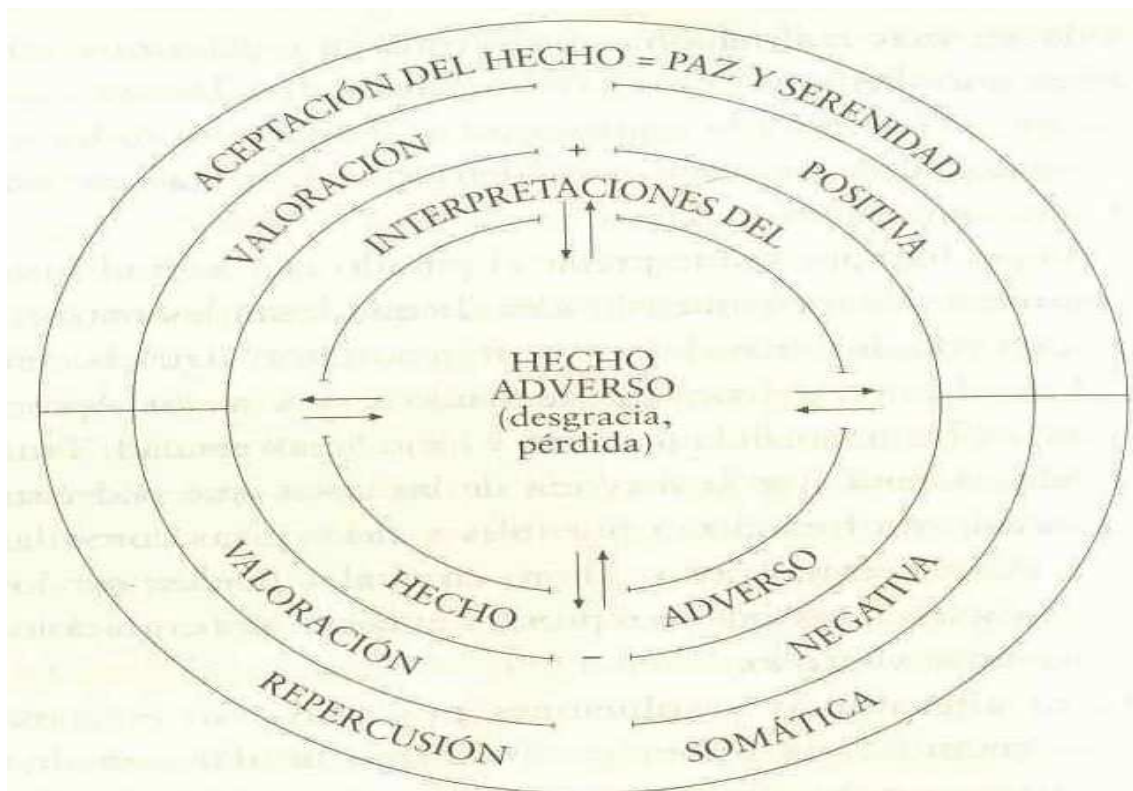 ACEPTACIÓN DEL HECHO = PAZ Y SERENIDAD
VALORACIÓN + POSITIVA
INTERPRETACIONES DEL
HECHO
ADVERSO
(desgracia,
pérdida)
HECHO ADVERSO
VALORACIÓN – NEGATIVA
REPERCUSIÓN SOMÁTICA